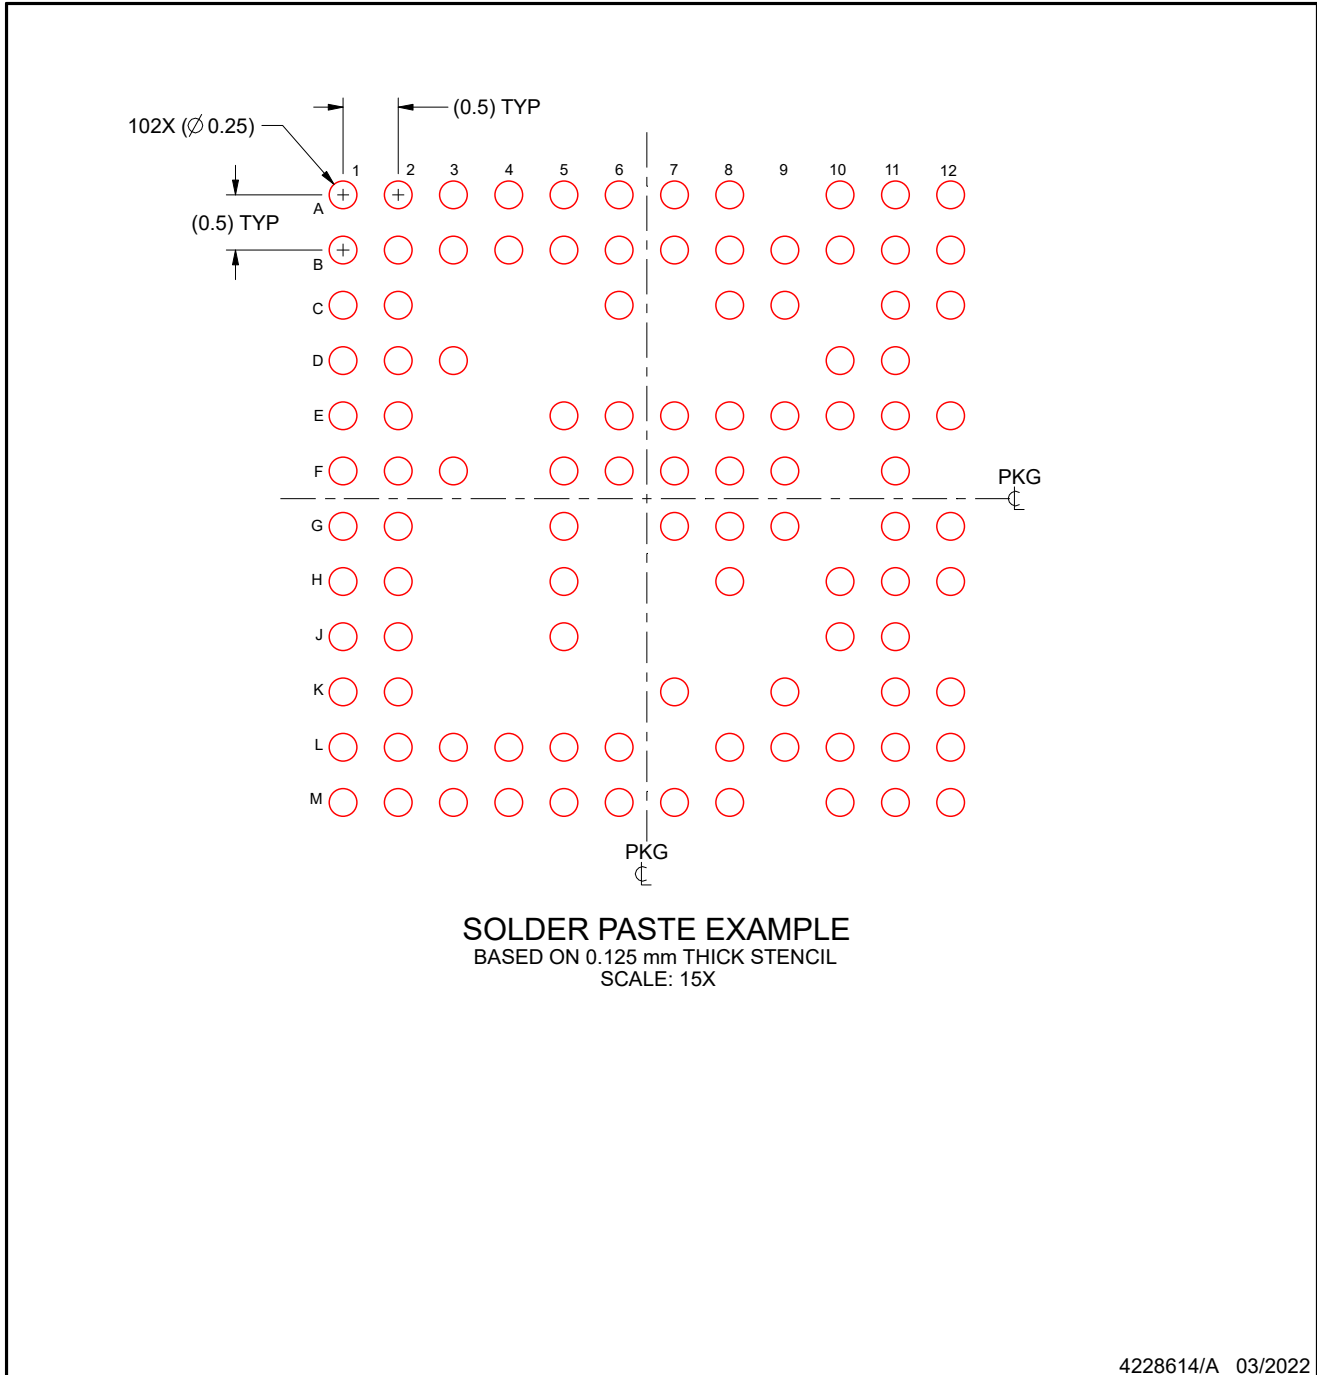 (0.5) TYP
102X (∅ 0.25)
1 2 3 4 5 6 7 8 9 10 11 12
A
(0.5) TYP
B
C
D
E
F
PKG
G
H
J
K
L
M
PKG
SOLDER PASTE EXAMPLE
BASED ON 0.125 mm THICK STENCIL
SCALE: 15X
4228614/A 03/2022